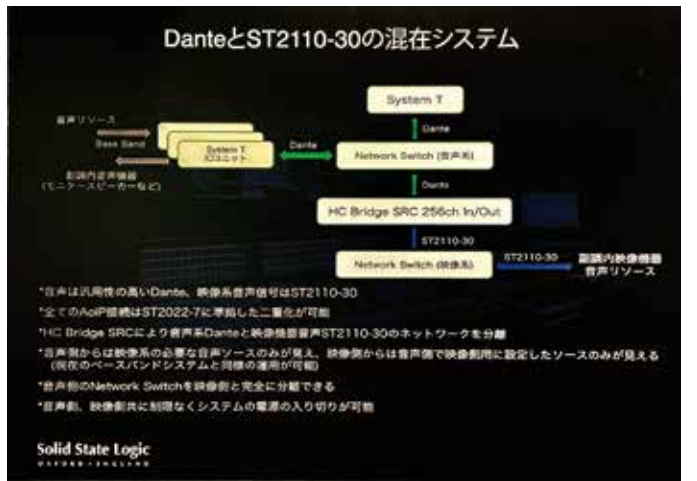 DanteとST2110-30の混在システム
System T
音声リソース
Base Band
System T
I/Oユニット
Dante
Dante
Network Switch (音声系)
副調内音声機器
(モニタースピーカーなど)
Dante
HC Bridge SRC 256ch In/Out
ST2110-30
Network Switch (映像系)
ST2110-30
副調内映像機器
音声リソース
*音声は汎用性の高いDante、映像系音声信号はST2110-30
*全てのAoIP接続はST2022-7に準拠した二重化が可能
*HC Bridge SRCにより音声系Danteと映像機器音声ST2110-30のネットワークを分離
*音声側からは映像系の必要な音声ソースのみが見え、映像側からは音声側で映像側用に設定したソースのみが見える
(現在のベースバンドシステムと同様の運用が可能)
*音声側のNetwork Switchを映像側と完全に分離できる
*音声側、映像側共に制限なくシステムの電源の入り切りが可能
Solid State Logic
OXFORD • ENGLAND